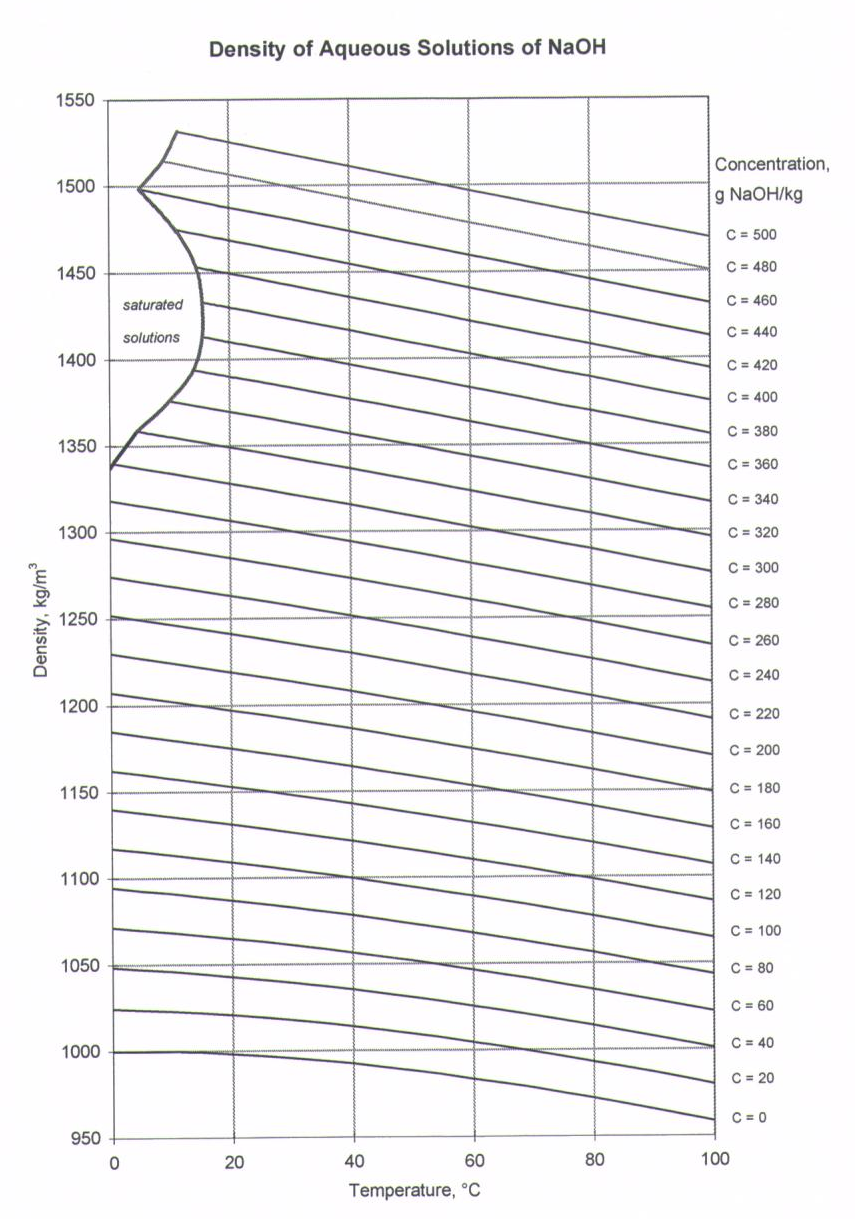 Density of Aqueous Solutions of NaOH
1550
1500
1450
1400
1350
1300
1250
1200
1150
1100
1050
1000
950
Density, kg/m³
saturated
solutions
Concentration,
g NaOH/kg
C = 500
C = 480
C = 460
C = 440
C = 420
C = 400
C = 380
C = 360
C = 340
C = 320
C = 300
C = 280
C = 260
C = 240
C = 220
C = 200
C = 180
C = 160
C = 140
C = 120
C = 100
C = 80
C = 60
C = 40
C = 20
C = 0
0 20 40 60 80 100
Temperature, °C